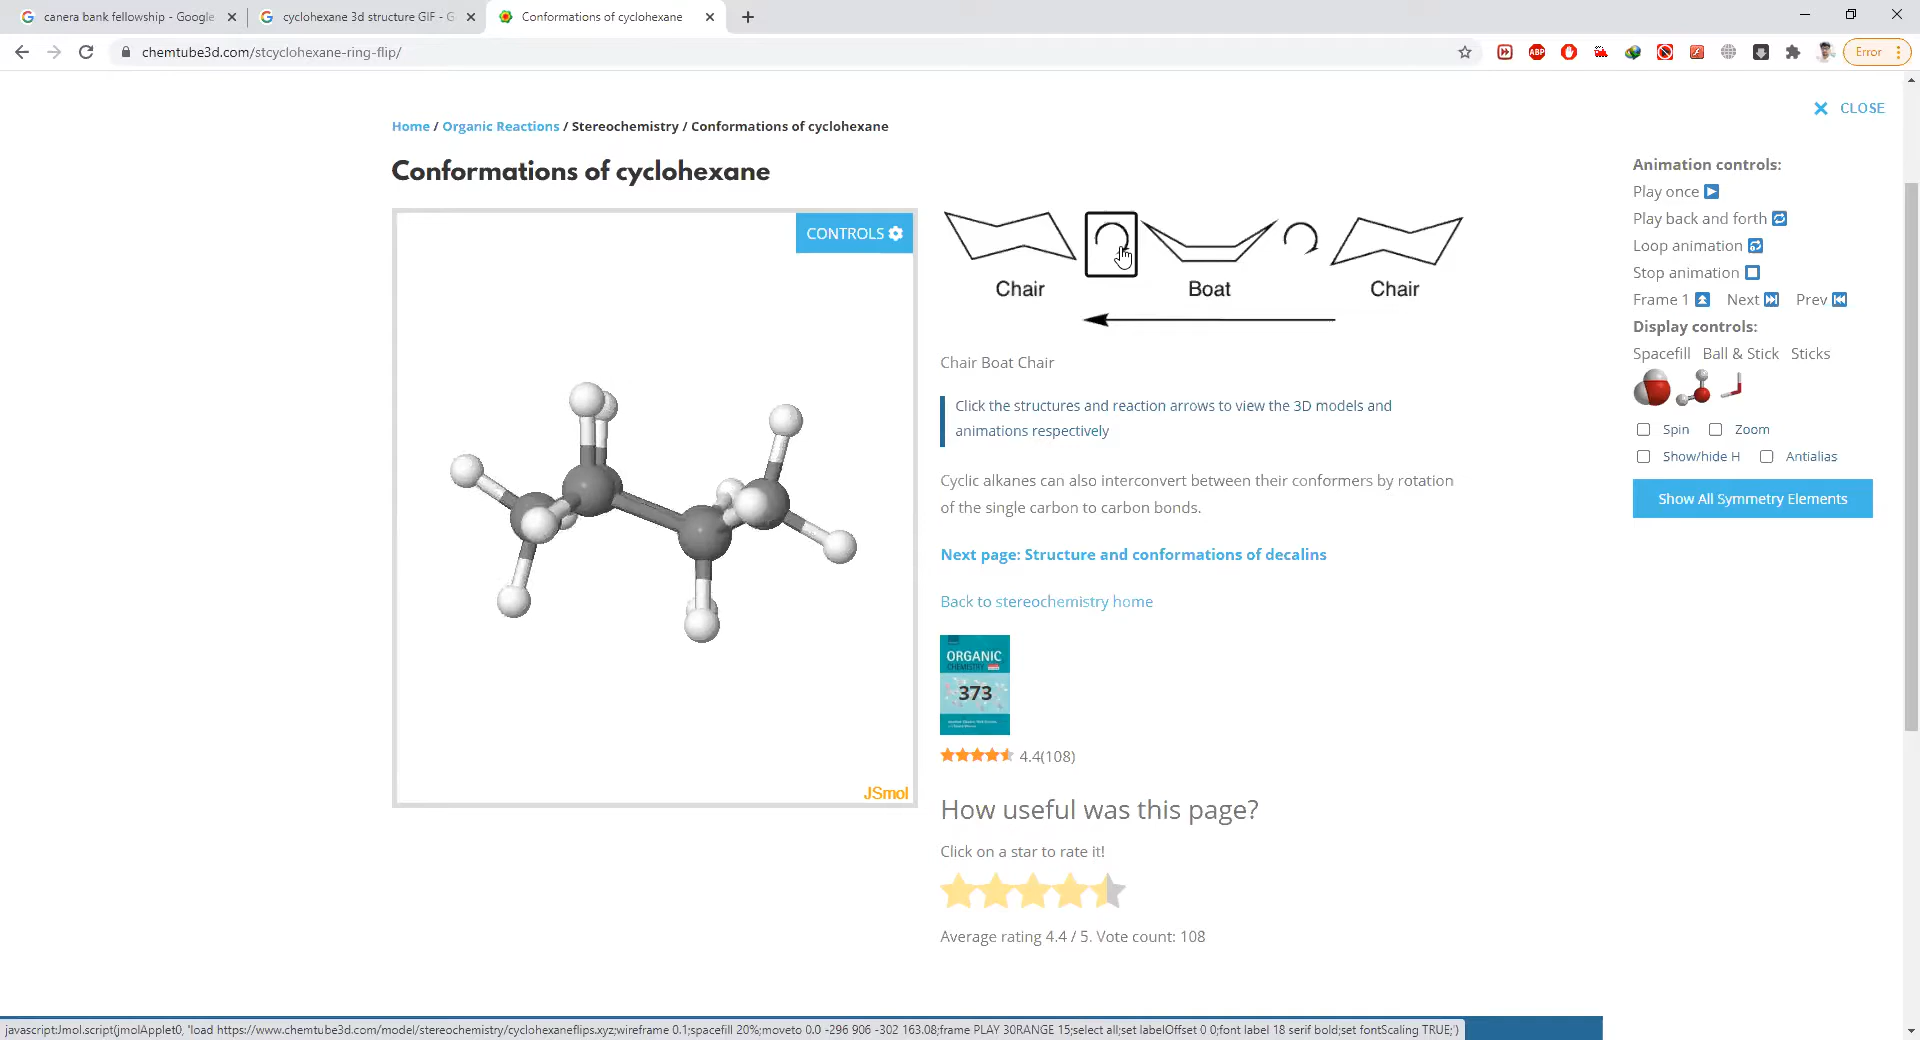 canera bank fellowship - Google
cyclohexane 3d structure GIF - G
Conformations of cyclohexane
chemtube3d.com/stcyclohexane-ring-flip/
ABP
Error
CLOSE
Home / Organic Reactions / Stereochemistry / Conformations of cyclohexane
Conformations of cyclohexane
CONTROLS
JSmol
Chair
Boat
Chair
Chair Boat Chair
Click the structures and reaction arrows to view the 3D models and
animations respectively
Cyclic alkanes can also interconvert between their conformers by rotation
of the single carbon to carbon bonds.
Next page: Structure and conformations of decalins
Back to stereochemistry home
ORGANIC
CHEMISTRY
373
4.4(108)
How useful was this page?
Click on a star to rate it!
Average rating 4.4 / 5. Vote count: 108
Animation controls:
Play once
Play back and forth
Loop animation
Stop animation
Frame 1 Next Prev
Display controls:
Spacefill Ball & Stick Sticks
Spin Zoom
Show/hide H Antialias
Show All Symmetry Elements
javascript:Jmol.script(jmolApplet0, 'load https://www.chemtube3d.com/model/stereochemistry/cyclohexaneflips.xyz;wireframe 0.1;spacefill 20%;moveto 0.0 -296 906 -302 163.08;frame PLAY 30RANGE 15;select all;set labelOffset 0 0;font label 18 serif bold;set fontScaling TRUE;')